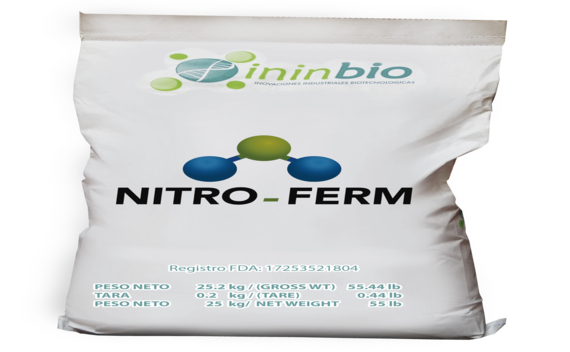 ininbio
INOVACIONES INDUSTRIALES BIOTECNOLOGICAS
NITRO-FERM
Registro FDA: 17253521804
PESO NETO 25.2 kg / (GROSS WT) 55.44 lb
TARA 0.2 kg / (TARE) 0.44 lb
PESO NETO 25 kg/ NET WEIGHT 55 lb